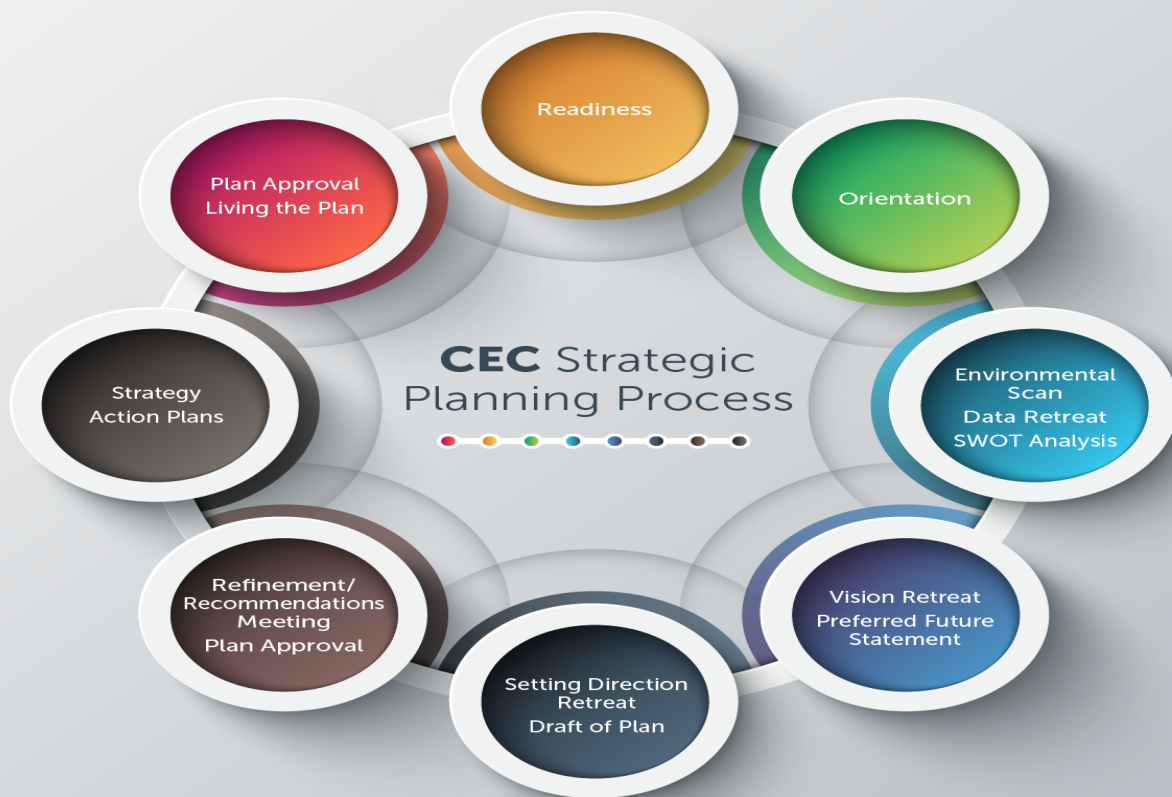 Readiness
Orientation
Environmental
Scan
Data Retreat
SWOT Analysis
Vision Retreat
Preferred Future
Statement
Setting Direction
Retreat
Draft of Plan
Refinement/
Recommendations
Meeting
Plan Approval
Strategy
Action Plans
Plan Approval
Living the Plan
CEC Strategic
Planning Process